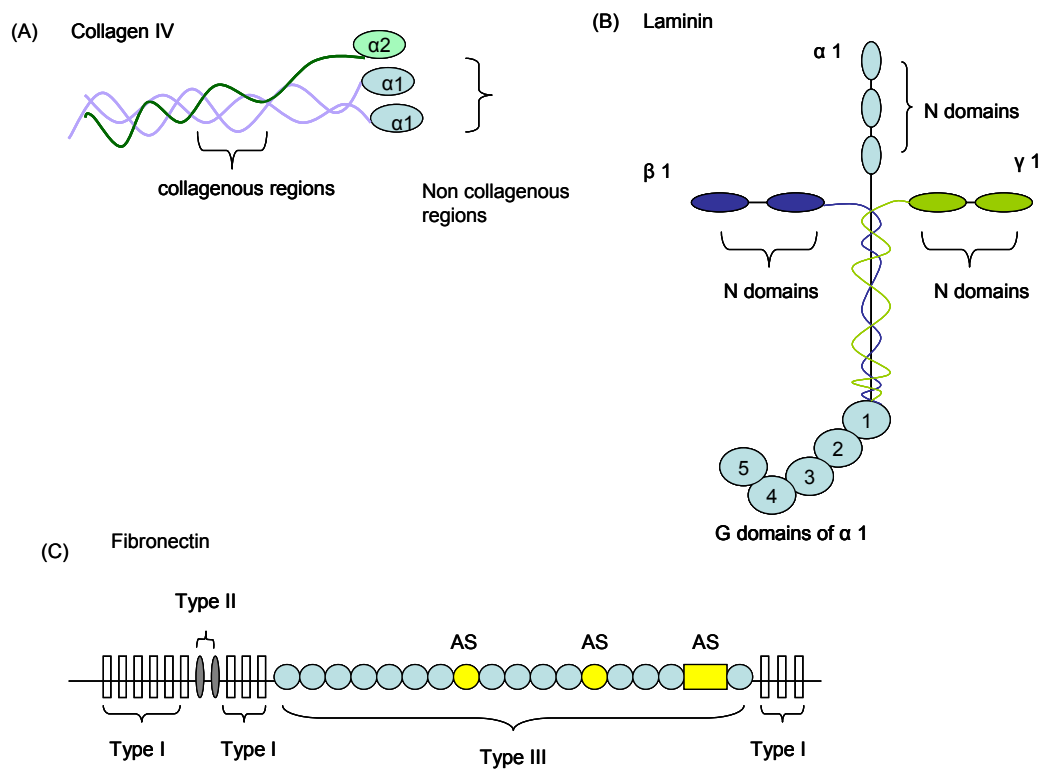 (A) Collagen IV
α2
α1
α1
collagenous regions
Non collagenous
regions
(B) Laminin
α 1
N domains
β 1
γ 1
N domains
N domains
1
2
3
4
5
G domains of α 1
(C) Fibronectin
Type II
AS
AS
AS
Type I
Type I
Type III
Type I